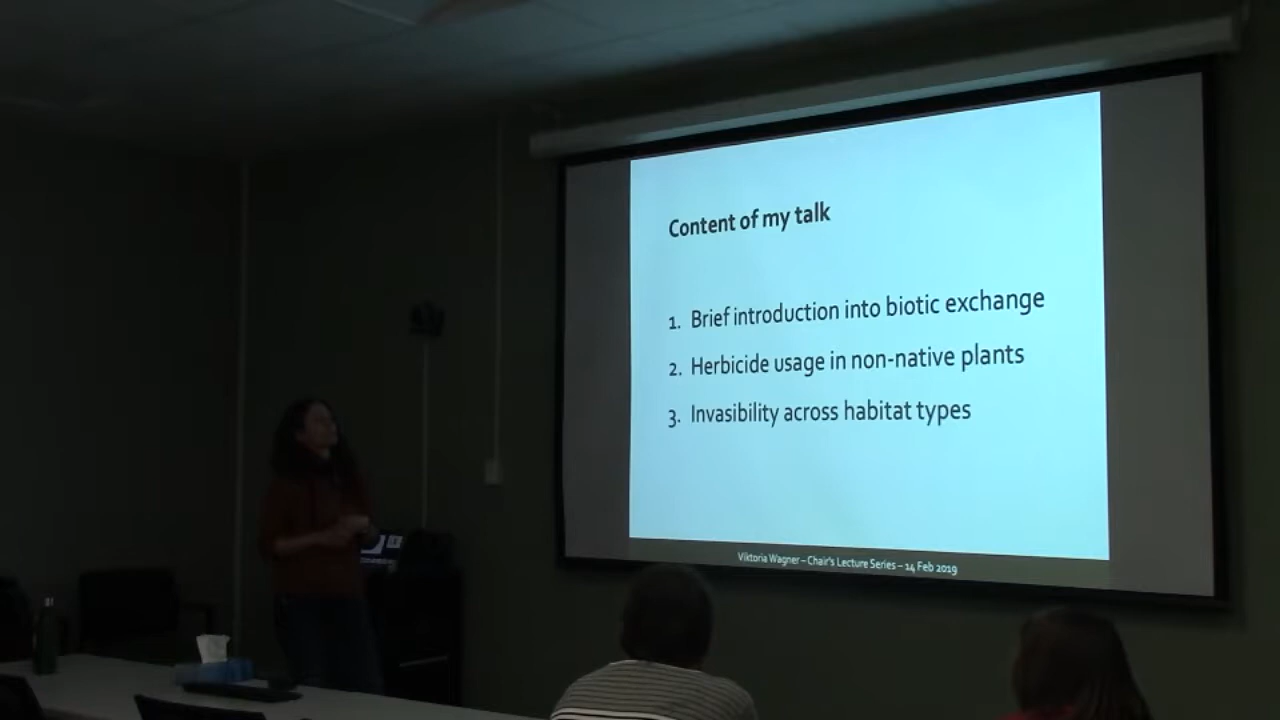 Content of my talk
1. Brief introduction into biotic exchange
2. Herbicide usage in non-native plants
3. Invasibility across habitat types
Viktoria Wagner – Chair's Lecture Series – 14 Feb 2019